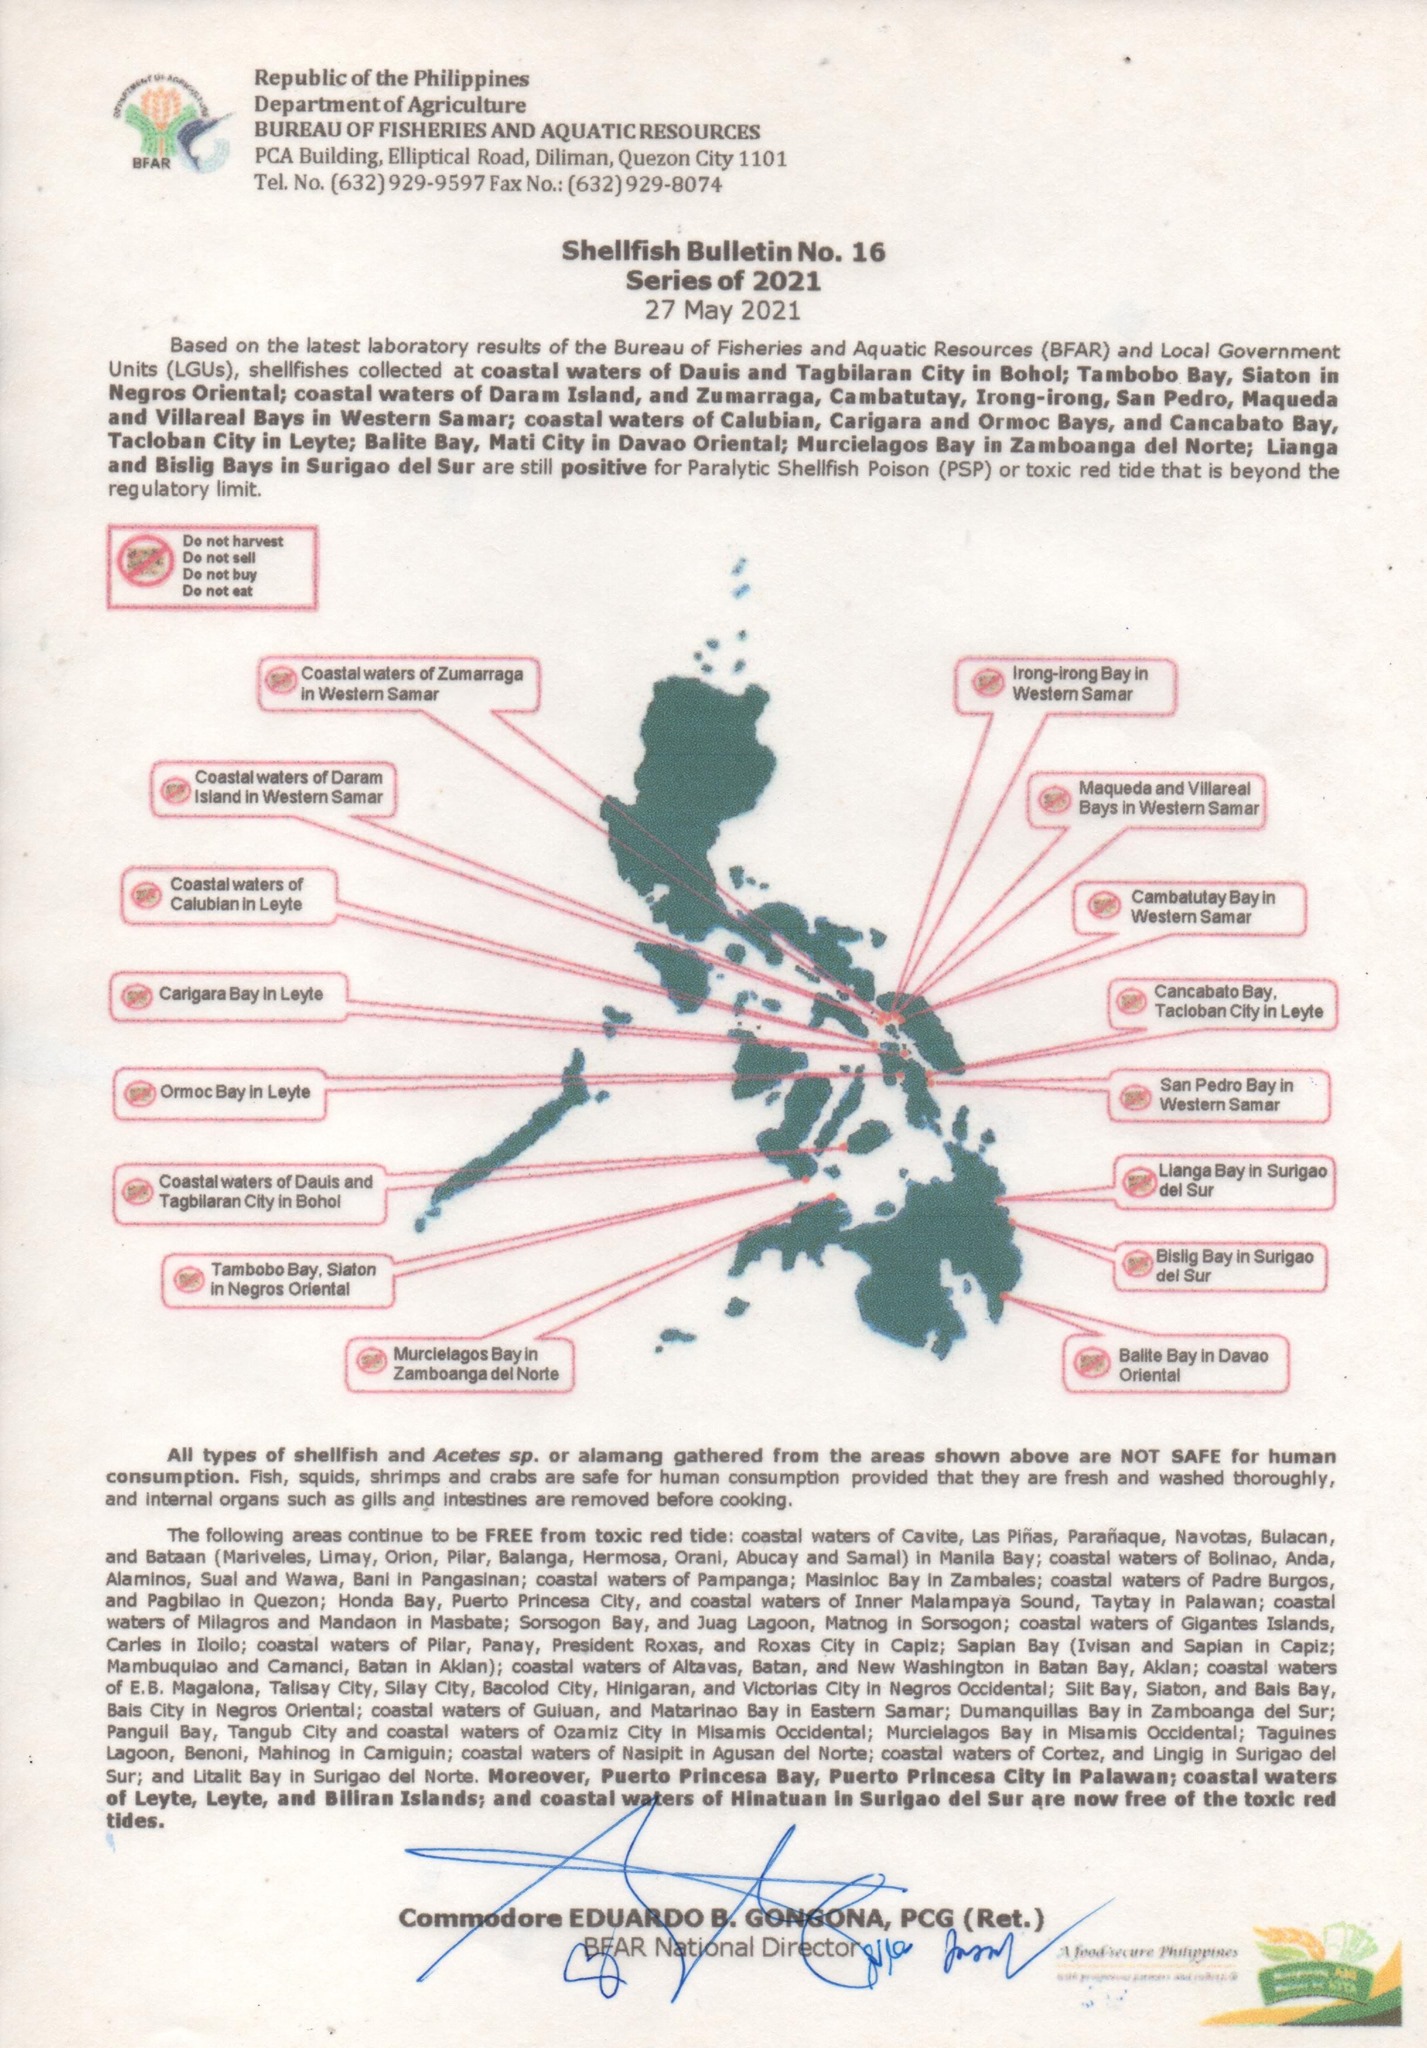 DEPARTMENT OF AGRICULTURE
BFAR
Republic of the Philippines
Department of Agriculture
BUREAU OF FISHERIES AND AQUATIC RESOURCES
PCA Building, Elliptical Road, Diliman, Quezon City 1101
Tel. No. (632) 929-9597 Fax No.: (632) 929-8074
Shellfish Bulletin No. 16
Series of 2021
27 May 2021
Based on the latest laboratory results of the Bureau of Fisheries and Aquatic Resources (BFAR) and Local Government
Units (LGUs), shellfishes collected at coastal waters of Dauis and Tagbilaran City in Bohol; Tambobo Bay, Siaton in
Negros Oriental; coastal waters of Daram Island, and Zumarraga, Cambatutay, Irong-irong, San Pedro, Maqueda
and Villareal Bays in Western Samar; coastal waters of Calubian, Carigara and Ormoc Bays, and Cancabato Bay,
Tacloban City in Leyte; Balite Bay, Mati City in Davao Oriental; Murcielagos Bay in Zamboanga del Norte; Lianga
and Bislig Bays in Surigao del Sur are still positive for Paralytic Shellfish Poison (PSP) or toxic red tide that is beyond the
regulatory limit.
Do not harvest
Do not sell
Do not buy
Do not eat
Coastal waters of Zumarraga
in Western Samar
Irong-irong Bay in
Western Samar
Coastal waters of Daram
Island in Western Samar
Maqueda and Villareal
Bays in Western Samar
Coastal waters of
Calubian in Leyte
Cambatutay Bay in
Western Samar
Carigara Bay in Leyte
Cancabato Bay,
Tacloban City in Leyte
Ormoc Bay in Leyte
San Pedro Bay in
Western Samar
Coastal waters of Dauis and
Tagbilaran City in Bohol
Lianga Bay in Surigao
del Sur
Tambobo Bay, Siaton
in Negros Oriental
Bislig Bay in Surigao
del Sur
Murcielagos Bay in
Zamboanga del Norte
Balite Bay in Davao
Oriental
All types of shellfish and Acetes sp. or alamang gathered from the areas shown above are NOT SAFE for human
consumption. Fish, squids, shrimps and crabs are safe for human consumption provided that they are fresh and washed thoroughly,
and internal organs such as gills and intestines are removed before cooking.
The following areas continue to be FREE from toxic red tide: coastal waters of Cavite, Las Piñas, Parañaque, Navotas, Bulacan,
and Bataan (Mariveles, Limay, Orion, Pilar, Balanga, Hermosa, Orani, Abucay and Samal) in Manila Bay; coastal waters of Bolinao, Anda,
Alaminos, Sual and Wawa, Bani in Pangasinan; coastal waters of Pampanga; Masinloc Bay in Zambales; coastal waters of Padre Burgos,
and Pagbilao in Quezon; Honda Bay, Puerto Princesa City, and coastal waters of Inner Malampaya Sound, Taytay in Palawan; coastal
waters of Milagros and Mandaon in Masbate; Sorsogon Bay, and Juag Lagoon, Matnog in Sorsogon; coastal waters of Gigantes Islands,
Carles in Iloilo; coastal waters of Pilar, Panay, President Roxas, and Roxas City in Capiz; Sapian Bay (Ivisan and Sapian in Capiz;
Mambuquiao and Camanci, Batan in Aklan); coastal waters of Altavas, Batan, and New Washington in Batan Bay, Aklan; coastal waters
of E.B. Magalona, Talisay City, Silay City, Bacolod City, Hinigaran, and Victorias City in Negros Occidental; Siit Bay, Siaton, and Bais Bay,
Bais City in Negros Oriental; coastal waters of Guiuan, and Matarinao Bay in Eastern Samar; Dumanquillas Bay in Zamboanga del Sur;
Panguil Bay, Tangub City and coastal waters of Ozamiz City in Misamis Occidental; Murcielagos Bay in Misamis Occidental; Taguines
Lagoon, Benoni, Mahinog in Camiguin; coastal waters of Nasipit in Agusan del Norte; coastal waters of Cortez, and Lingig in Surigao del
Sur; and Litalit Bay in Surigao del Norte. Moreover, Puerto Princesa Bay, Puerto Princesa City in Palawan; coastal waters
of Leyte, Leyte, and Biliran Islands; and coastal waters of Hinatuan in Surigao del Sur are now free of the toxic red
tides.
Commodore EDUARDO B. GONGONA, PCG (Ret.)
BFAR National Director
A food-secure Philippines